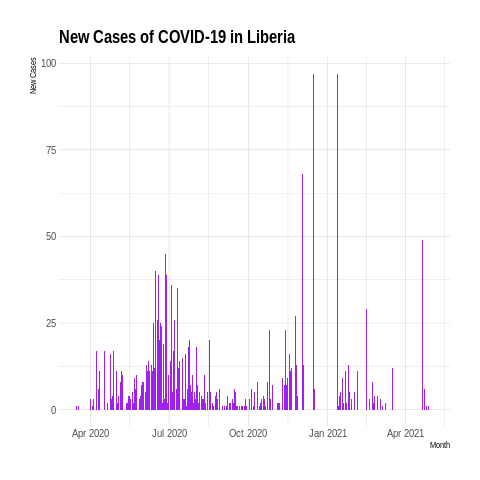 New Cases of COVID-19 in Liberia
New Cases
100
75
50
25
0
Apr 2020 Jul 2020 Oct 2020 Jan 2021 Apr 2021
Month